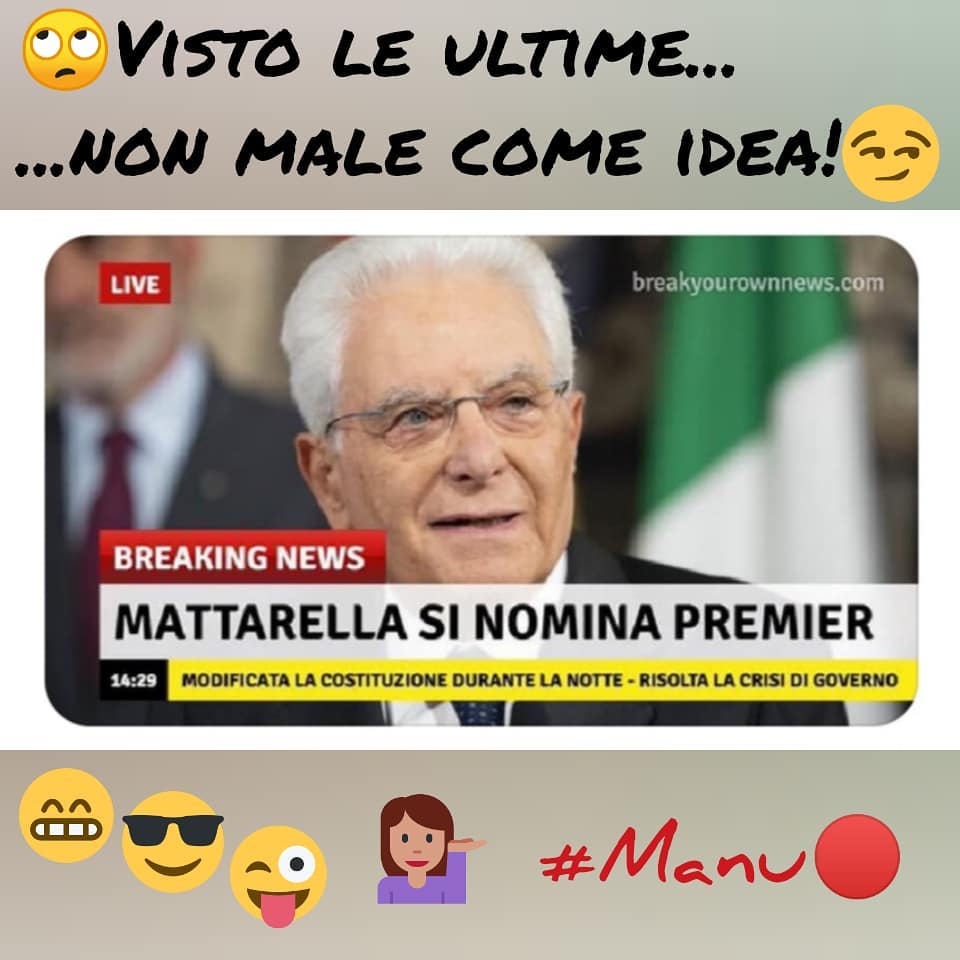 Visto le ultime...
...non male come idea!
LIVE
breakyourownnews.com
BREAKING NEWS
MATTARELLA SI NOMINA PREMIER
14:29 MODIFICATA LA COSTITUZIONE DURANTE LA NOTTE - RISOLTA LA CRISI DI GOVERNO
#Manu